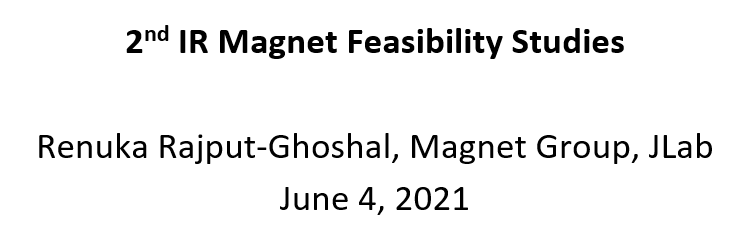 2nd IR Magnet Feasibility Studies
Renuka Rajput-Ghoshal, Magnet Group, JLab
June 4, 2021